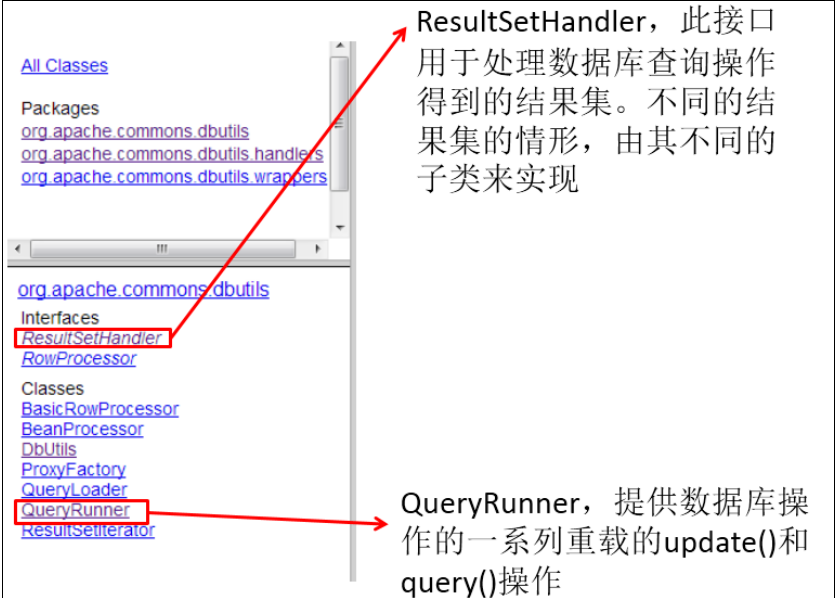 All Classes
Packages
org.apache.commons.dbutils
org.apache.commons.dbutils.handlers
org.apache.commons.dbutils.wrappers
org.apache.commons.dbutils
Interfaces
ResultSetHandler
RowProcessor
Classes
BasicRowProcessor
BeanProcessor
DbUtils
ProxyFactory
QueryLoader
QueryRunner
ResultSetIterator
ResultSetHandler，此接口
用于处理数据库查询操作
得到的结果集。不同的结
果集的情形，由其不同的
子类来实现
QueryRunner，提供数据库操
作的一系列重载的update()和
query()操作